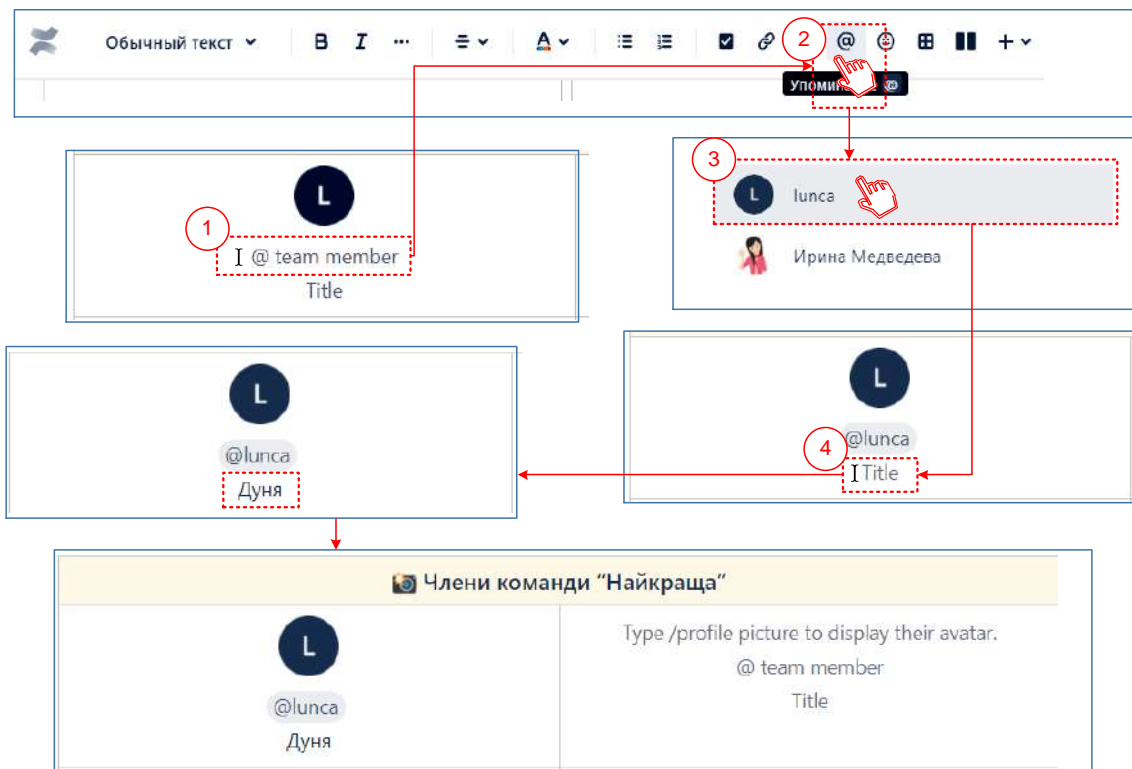 Обычный текст B I ... A 2 @ +
@
1
L
@ team member
Title
3
L lunca
Ирина Медведева
L
@lunca
Дуня
L
@lunca
4
Title
Члени команди "Найкраща"
L
@lunca
Дуня
Type /profile picture to display their avatar.
@ team member
Title